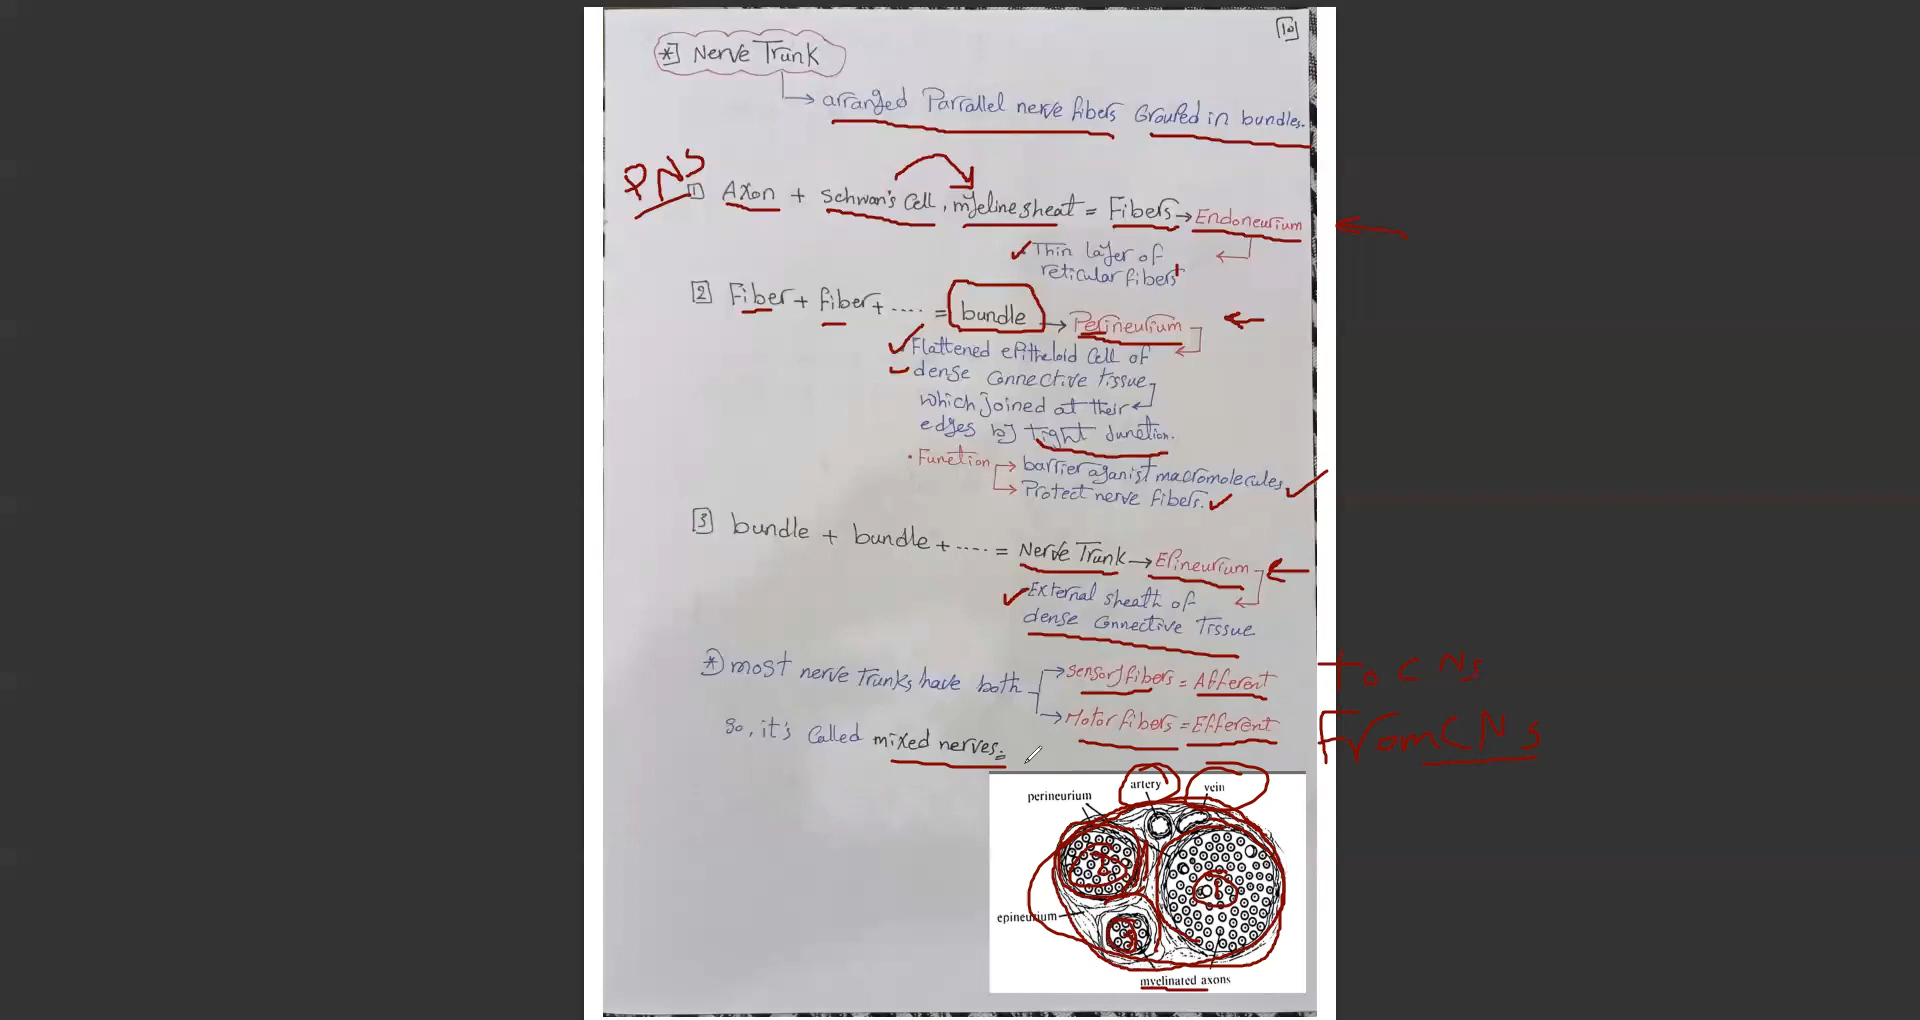 10
*] Nerve Trunk
arranged Parrallel nerve fibers Grouped in bundles.
PNS
1 Axon + Schwan's Cell, myeline sheat = Fibers → Endoneurium
Thin layer of
reticular fibers
2 Fiber + fiber + .... = bundle → Perineurium
Flattened epitheloid Cell of
dense Connective tissue
which joined at their
edges by tight Junction.
• Function → barrier aganist macromolecules
→ Protect nerve fibers.
3 bundle + bundle + .... = Nerve Trunk → Epineurium
External sheath of
dense Connective Tissue
*) most nerve Trunks have both → Sensory fibers = Afferent
to CNS
→ Motor fibers = Efferent
From CNS
So, it's Called mixed nerves.
artery
vein
perineurium
2
1
epineurium
3
myelinated axons